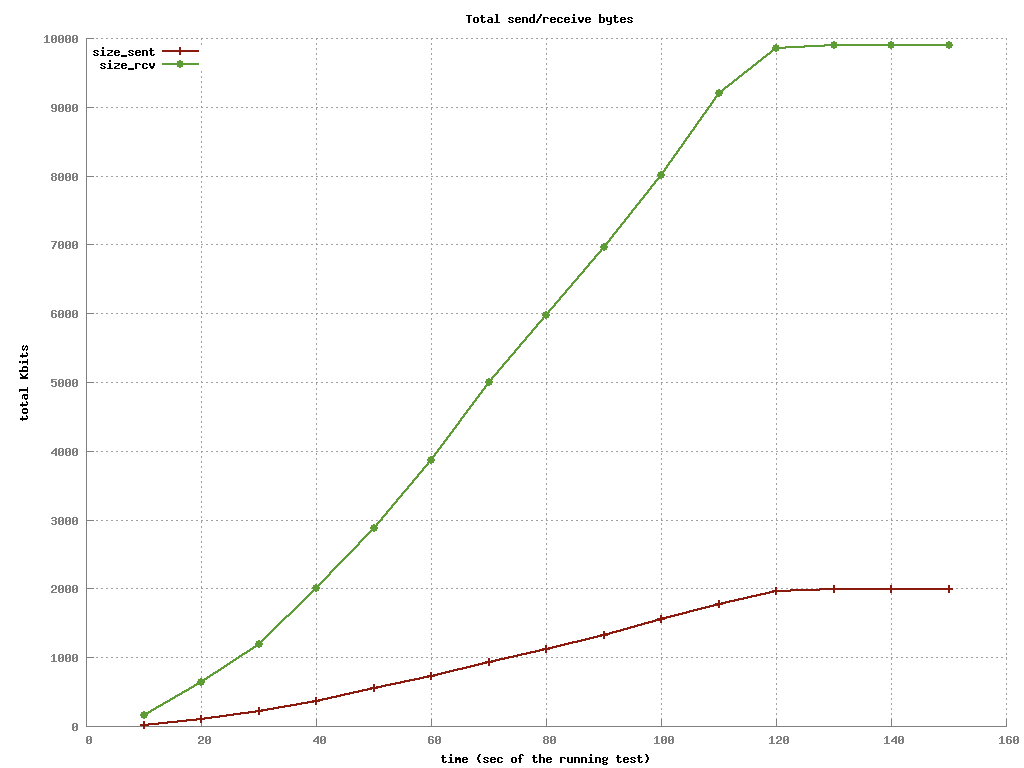 Total send/receive bytes
size_sent
size_rcv
10000
9000
8000
7000
6000
5000
4000
3000
2000
1000
0
total Kbits
0 20 40 60 80 100 120 140 160
time (sec of the running test)